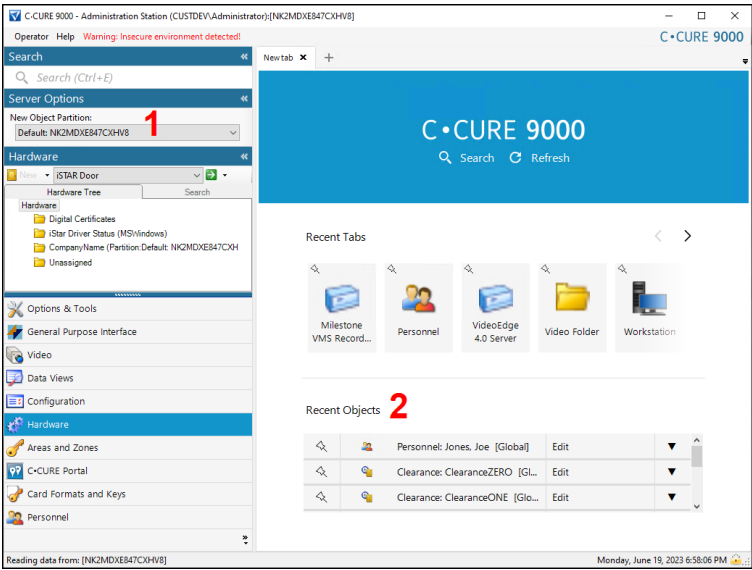 C•CURE 9000 - Administration Station (CUSTDEV\Administrator):[NK2MDXE847CXHV8]
Operator Help Warning: Insecure environment detected!
C•CURE 9000
Search
Search (Ctrl+E)
Server Options
New Object Partition:
1
Default: NK2MDXE847CXHV8
Hardware
New
iSTAR Door
Hardware Tree
Search
Hardware
Digital Certificates
iStar Driver Status (MSWindows)
CompanyName (Partition:Default: NK2MDXE847CXH
Unassigned
Options & Tools
General Purpose Interface
Video
Data Views
Configuration
Hardware
Areas and Zones
C•CURE Portal
Card Formats and Keys
Personnel
New tab
C•CURE 9000
Search Refresh
Recent Tabs
Milestone
VMS Record...
Personnel
VideoEdge
4.0 Server
Video Folder
Workstation
Recent Objects
2
Personnel: Jones, Joe [Global] Edit
Clearance: ClearanceZERO [Gl... Edit
Clearance: ClearanceONE [Glo... Edit
Reading data from: [NK2MDXE847CXHV8]
Monday, June 19, 2023 6:58:06 PM